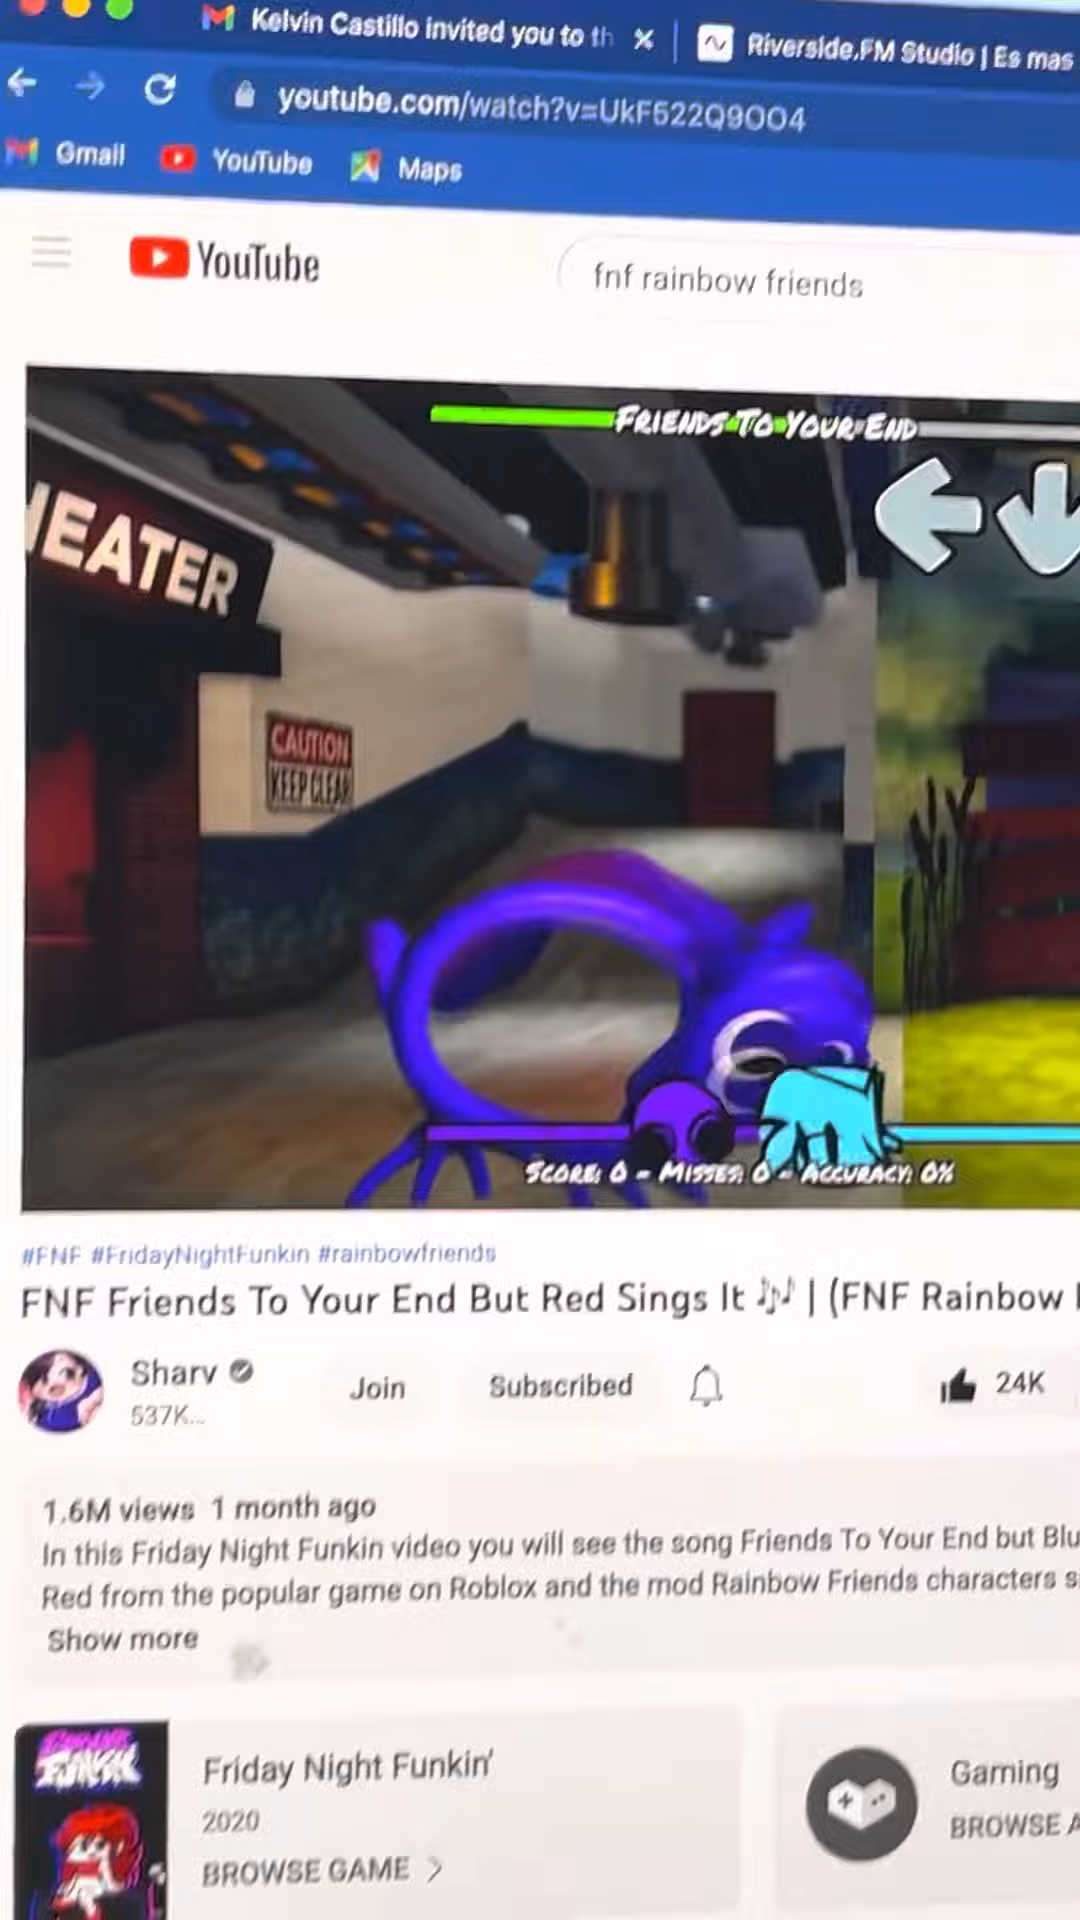 Kelvin Castillo invited you to th
Riverside.FM Studio | Es mas
youtube.com/watch?v=UkF522Q9OO4
Gmail YouTube Maps
YouTube
fnf rainbow friends
FRIENDS TO YOUR END
HEATER
CAUTION
KEEP CLEAR
SCORE: 0 - MISSES: 0 - ACCURACY: 0%
#FNF #FridayNightFunkin #rainbowfriends
FNF Friends To Your End But Red Sings It 🎶 | (FNF Rainbow
Sharv
537K...
Join
Subscribed
24K
1.6M views 1 month ago
In this Friday Night Funkin video you will see the song Friends To Your End but Blu
Red from the popular game on Roblox and the mod Rainbow Friends characters s
Show more
FUNKIN
Friday Night Funkin'
2020
BROWSE GAME
Gaming
BROWSE A